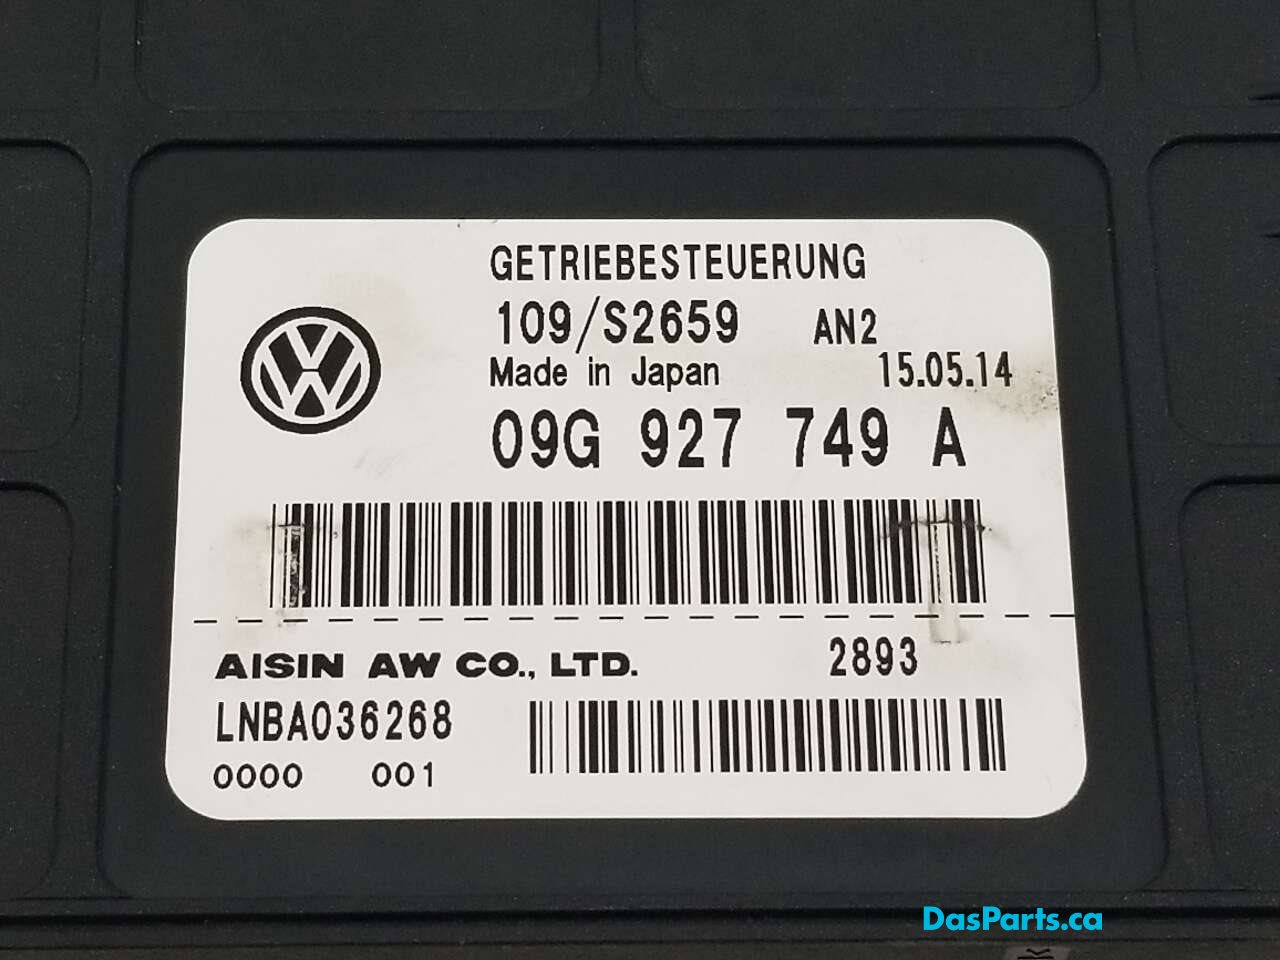 GETRIEBESTEUERUNG
109/S2659 AN2
Made in Japan 15.05.14
09G 927 749 A
AISIN AW CO., LTD. 2893
LNBA036268
0000 001
DasParts.ca